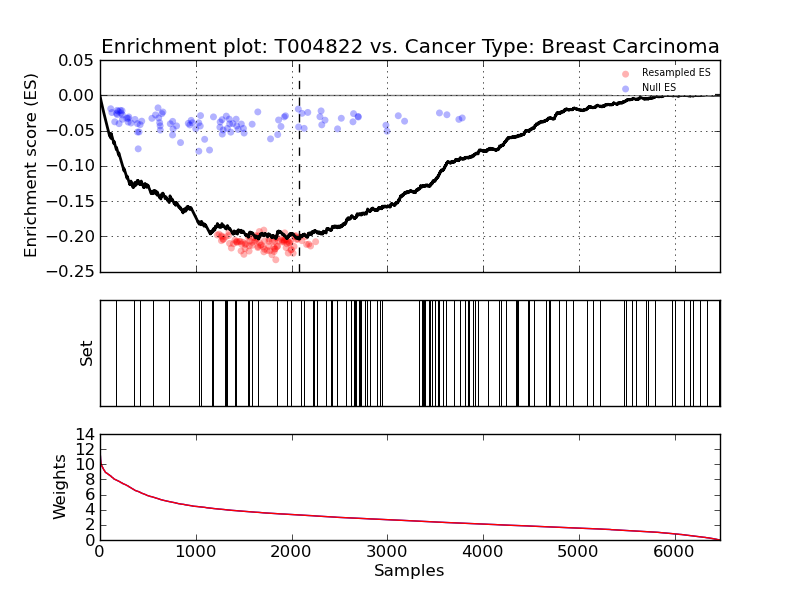 Enrichment plot: T004822 vs. Cancer Type: Breast Carcinoma
0.05
0.00
−0.05
−0.10
−0.15
−0.20
−0.25
Enrichment score (ES)
Resampled ES
Null ES
Set
14
12
10
8
6
4
2
0
Weights
0 1000 2000 3000 4000 5000 6000
Samples